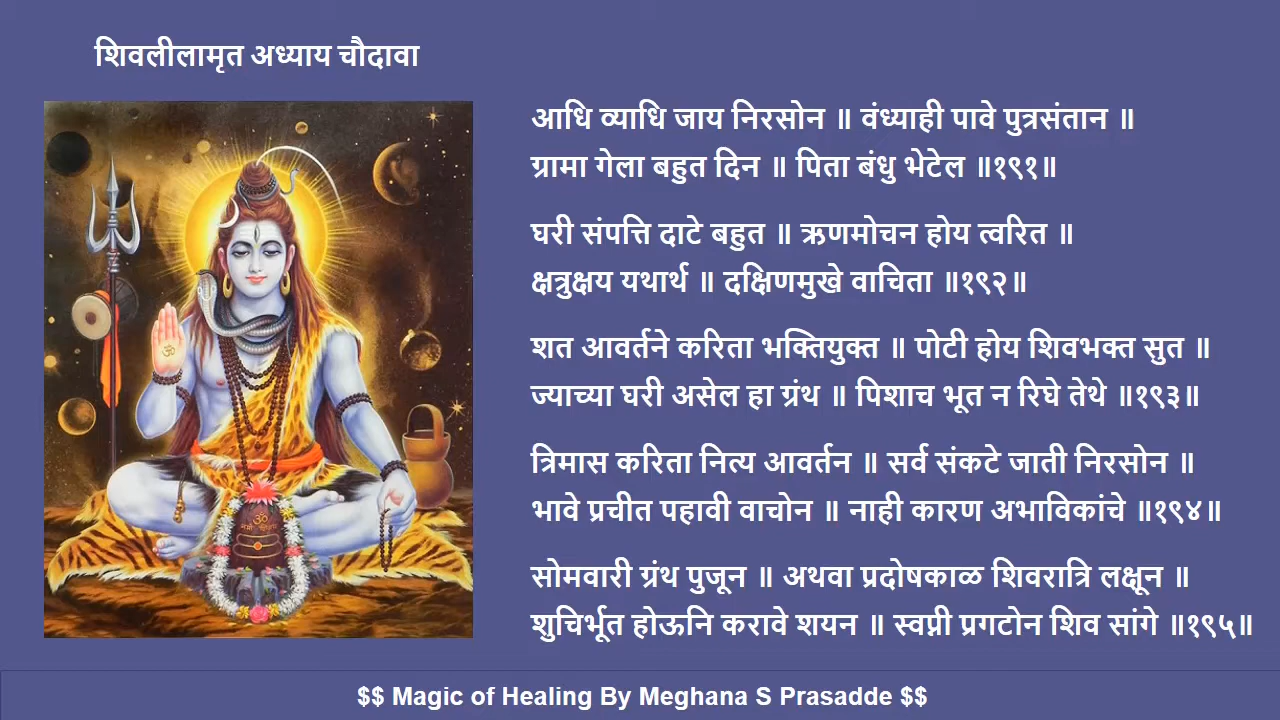 शिवलीलामृत अध्याय चौदावा
आधि व्याधि जाय निरसोन ॥ वंध्याही पावे पुत्रसंतान ॥
ग्रामा गेला बहुत दिन ॥ पिता बंधु भेटेल ॥१९१॥
घरी संपत्ति दाटे बहुत ॥ ऋणमोचन होय त्वरित ॥
क्षत्रुक्षय यथार्थ ॥ दक्षिणमुखे वाचिता ॥१९२॥
शत आवर्तने करिता भक्तियुक्त ॥ पोटी होय शिवभक्त सुत ॥
ज्याच्या घरी असेल हा ग्रंथ ॥ पिशाच भूत न रिघे तेथे ॥१९३॥
त्रिमास करिता नित्य आवर्तन ॥ सर्व संकटे जाती निरसोन ॥
भावे प्रचीत पहावी वाचोन ॥ नाही कारण अभाविकांचे ॥१९४॥
सोमवारी ग्रंथ पुजून ॥ अथवा प्रदोषकाळ शिवरात्रि लक्षून ॥
शुचिर्भूत होऊनि करावे शयन ॥ स्वप्नी प्रगटोन शिव सांगे ॥१९५॥
ॐ
ॐ
$$ Magic of Healing By Meghana S Prasadde $$